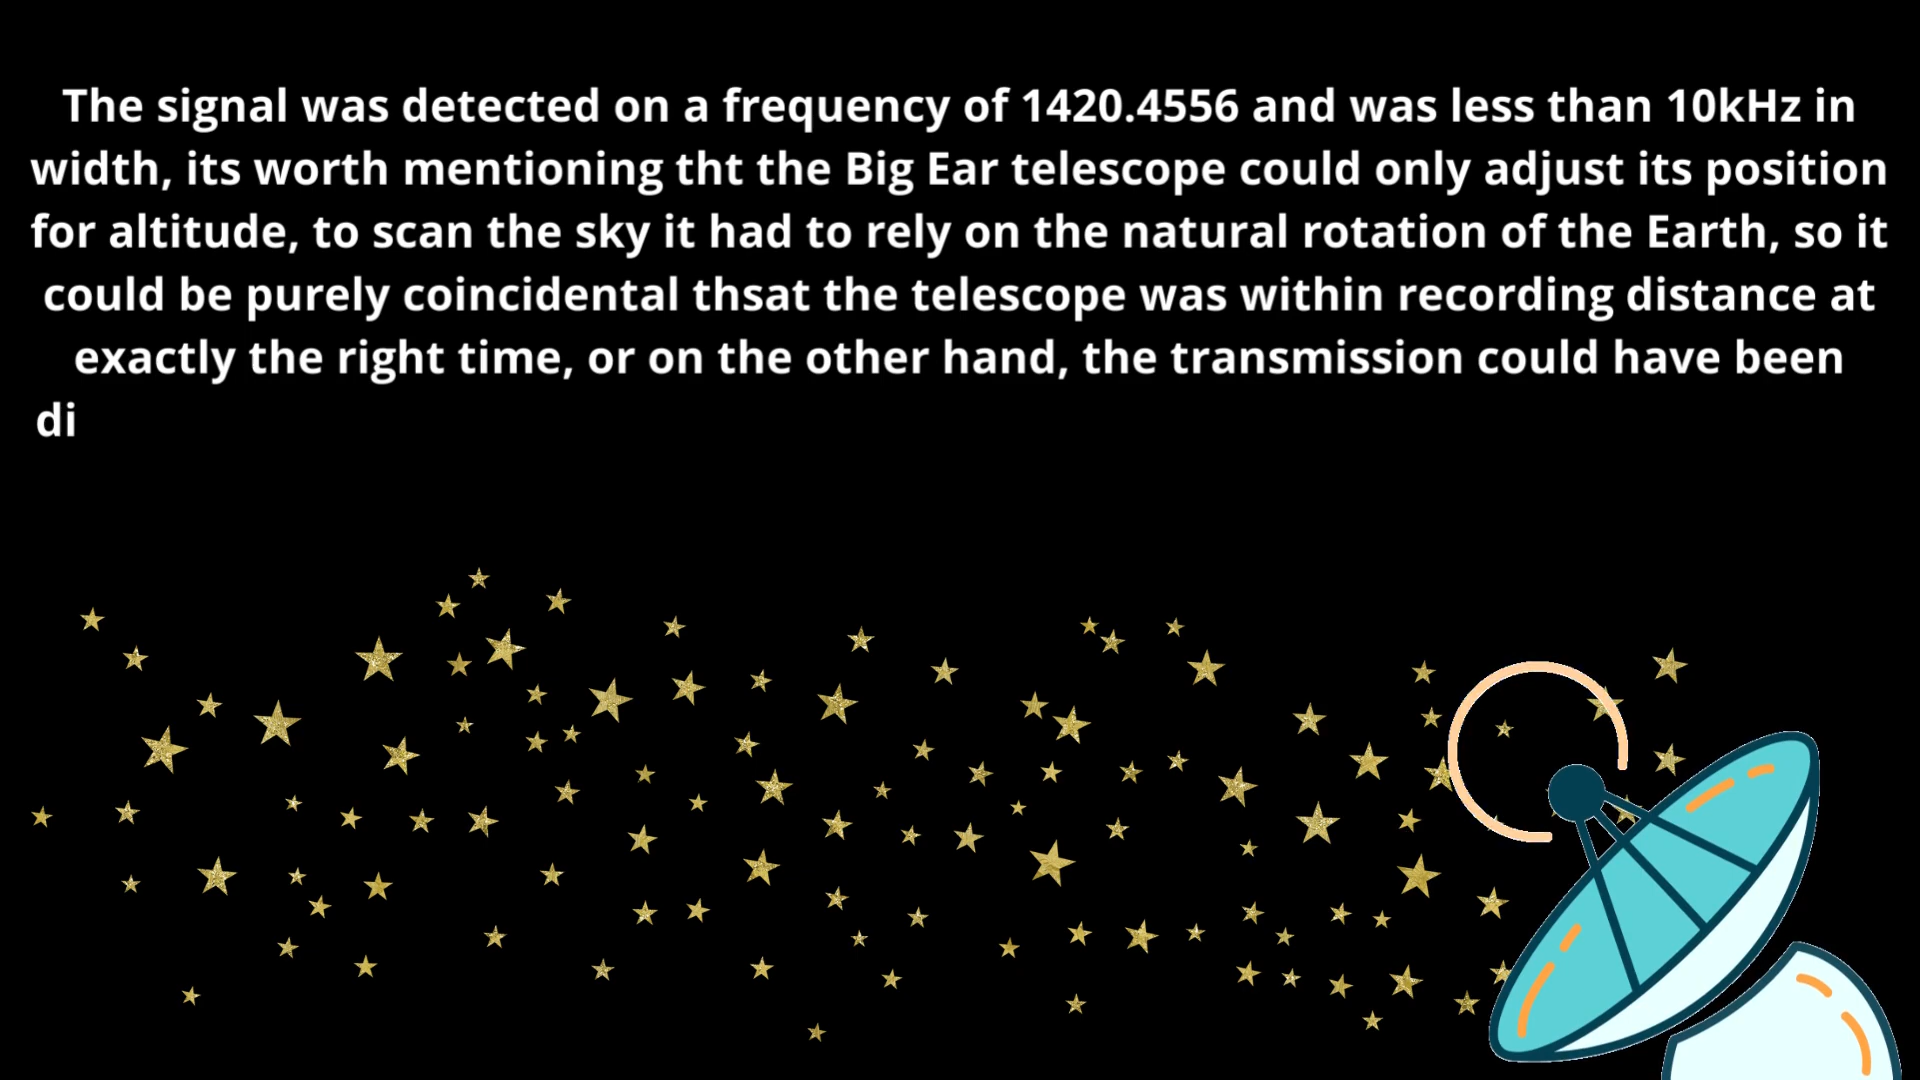 The signal was detected on a frequency of 1420.4556 and was less than 10kHz in
width, its worth mentioning tht the Big Ear telescope could only adjust its position
for altitude, to scan the sky it had to rely on the natural rotation of the Earth, so it
could be purely coincidental thsat the telescope was within recording distance at
exactly the right time, or on the other hand, the transmission could have been
di